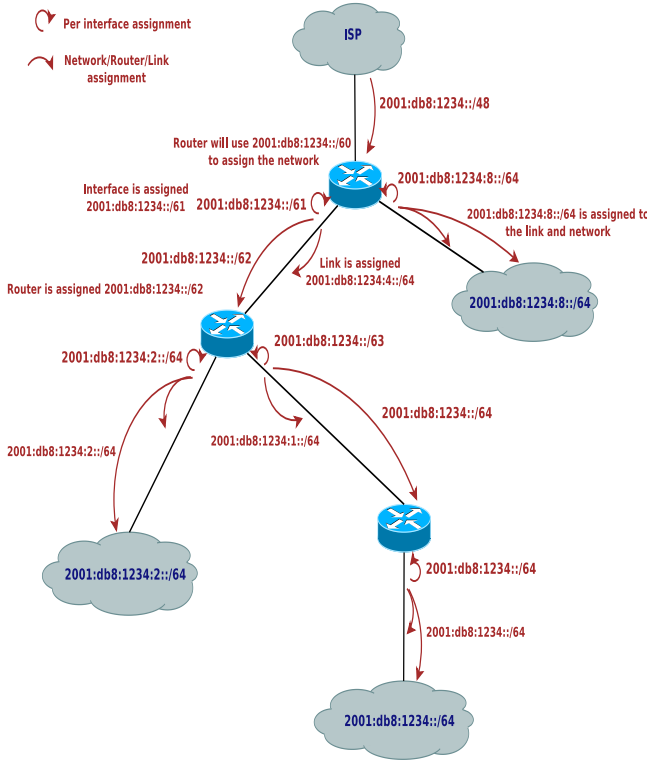 Per interface assignment
Network/Router/Link
assignment
ISP
2001:db8:1234::/48
Router will use 2001:db8:1234::/60
to assign the network
2001:db8:1234:8::/64
Interface is assigned
2001:db8:1234::/61
2001:db8:1234::/61
2001:db8:1234:8::/64 is assigned to
the link and network
2001:db8:1234::/62
Link is assigned
2001:db8:1234:4::/64
Router is assigned 2001:db8:1234::/62
2001:db8:1234:8::/64
2001:db8:1234:2::/64
2001:db8:1234::/63
2001:db8:1234::/64
2001:db8:1234:1::/64
2001:db8:1234:2::/64
2001:db8:1234:2::/64
2001:db8:1234::/64
2001:db8:1234::/64
2001:db8:1234::/64